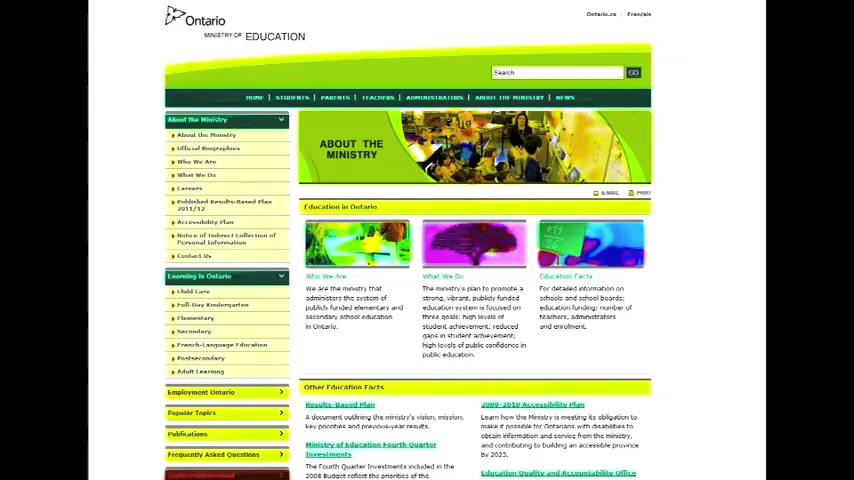 Ontario
Ontario.ca | Français
MINISTRY OF EDUCATION
Search GO
HOME | STUDENTS | PARENTS | TEACHERS | ADMINISTRATORS | ABOUT THE MINISTRY | NEWS
About the Ministry
About the Ministry
Official Biographies
Who We Are
What We Do
Careers
Published Results-Based Plan
2011/12
Accessibility Plan
Notice of Indirect Collection of
Personal Information
Contact Us
Learning in Ontario
Child Care
Full-Day Kindergarten
Elementary
Secondary
French-Language Education
Postsecondary
Adult Learning
Employment Ontario
Popular Topics
Publications
Frequently Asked Questions
ABOUT THE
MINISTRY
E-MAIL PRINT
Education in Ontario
Who We Are
We are the ministry that
administers the system of
publicly funded elementary and
secondary school education
in Ontario.
What We Do
The ministry's plan to promote a
strong, vibrant, publicly funded
education system is focused on
three goals: high levels of
student achievement; reduced
gaps in student achievement;
high levels of public confidence in
public education.
Education Facts
For detailed information on
schools and school boards;
education funding; number of
teachers, administrators
and enrolment.
Other Education Facts
Results-Based Plan
A document outlining the ministry's vision, mission,
key priorities and previous-year results.
Ministry of Education Fourth Quarter
Investments
The Fourth Quarter Investments included in the
2008 Budget reflect the priorities of the
2009-2010 Accessibility Plan
Learn how the Ministry is meeting its obligation to
make it possible for Ontarians with disabilities to
obtain information and service from the ministry,
and contributing to building an accessible province
by 2025.
Education Quality and Accountability Office